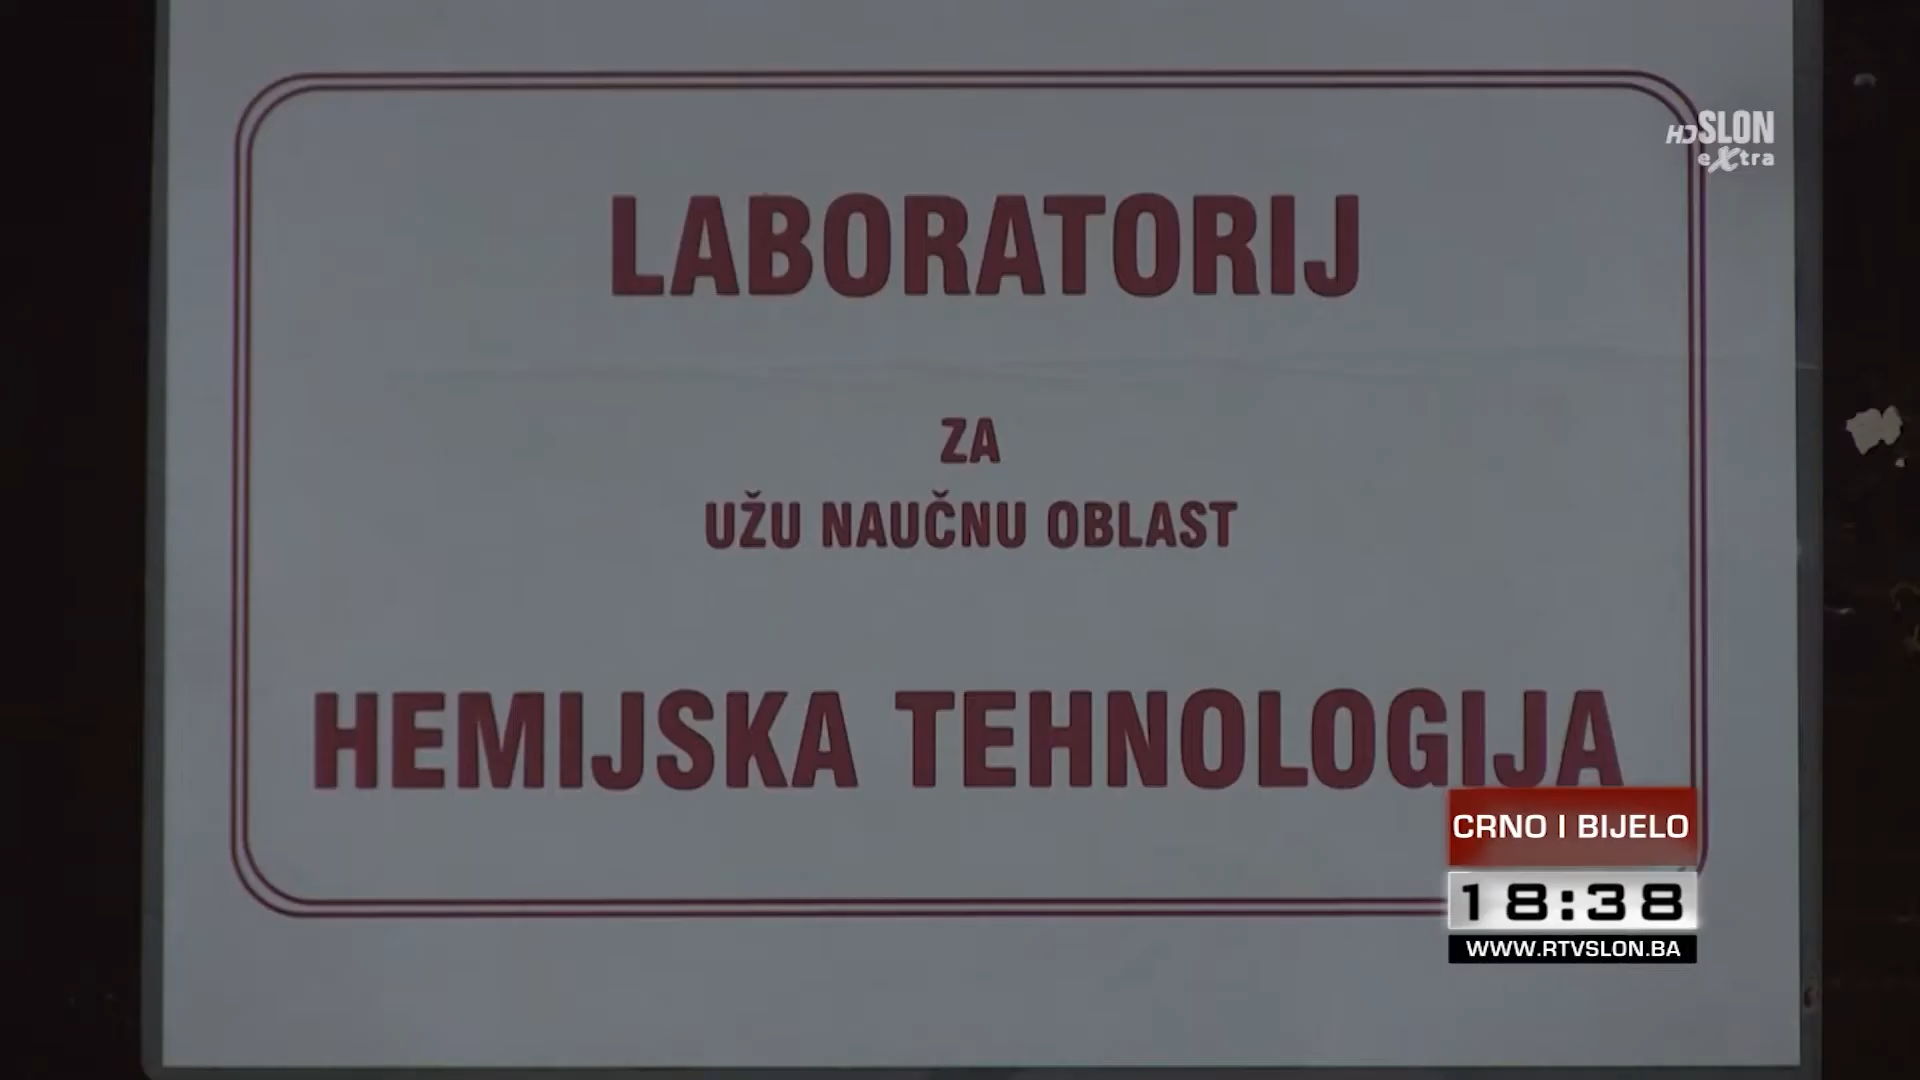 HD SLON
eXtra
LABORATORIJ
ZA
UŽU NAUČNU OBLAST
HEMIJSKA TEHNOLOGIJA
CRNO I BIJELO
18:38
WWW.RTVSLON.BA